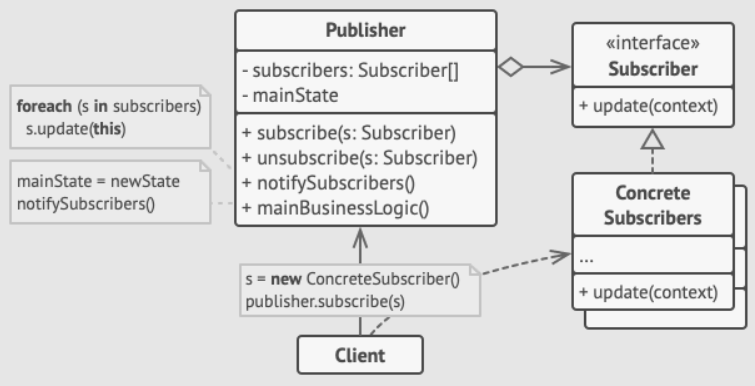 Publisher
- subscribers: Subscriber[]
- mainState
+ subscribe(s: Subscriber)
+ unsubscribe(s: Subscriber)
+ notifySubscribers()
+ mainBusinessLogic()
«interface»
Subscriber
+ update(context)
foreach (s in subscribers)
s.update(this)
mainState = newState
notifySubscribers()
Concrete
Subscribers
...
+ update(context)
s = new ConcreteSubscriber()
publisher.subscribe(s)
Client